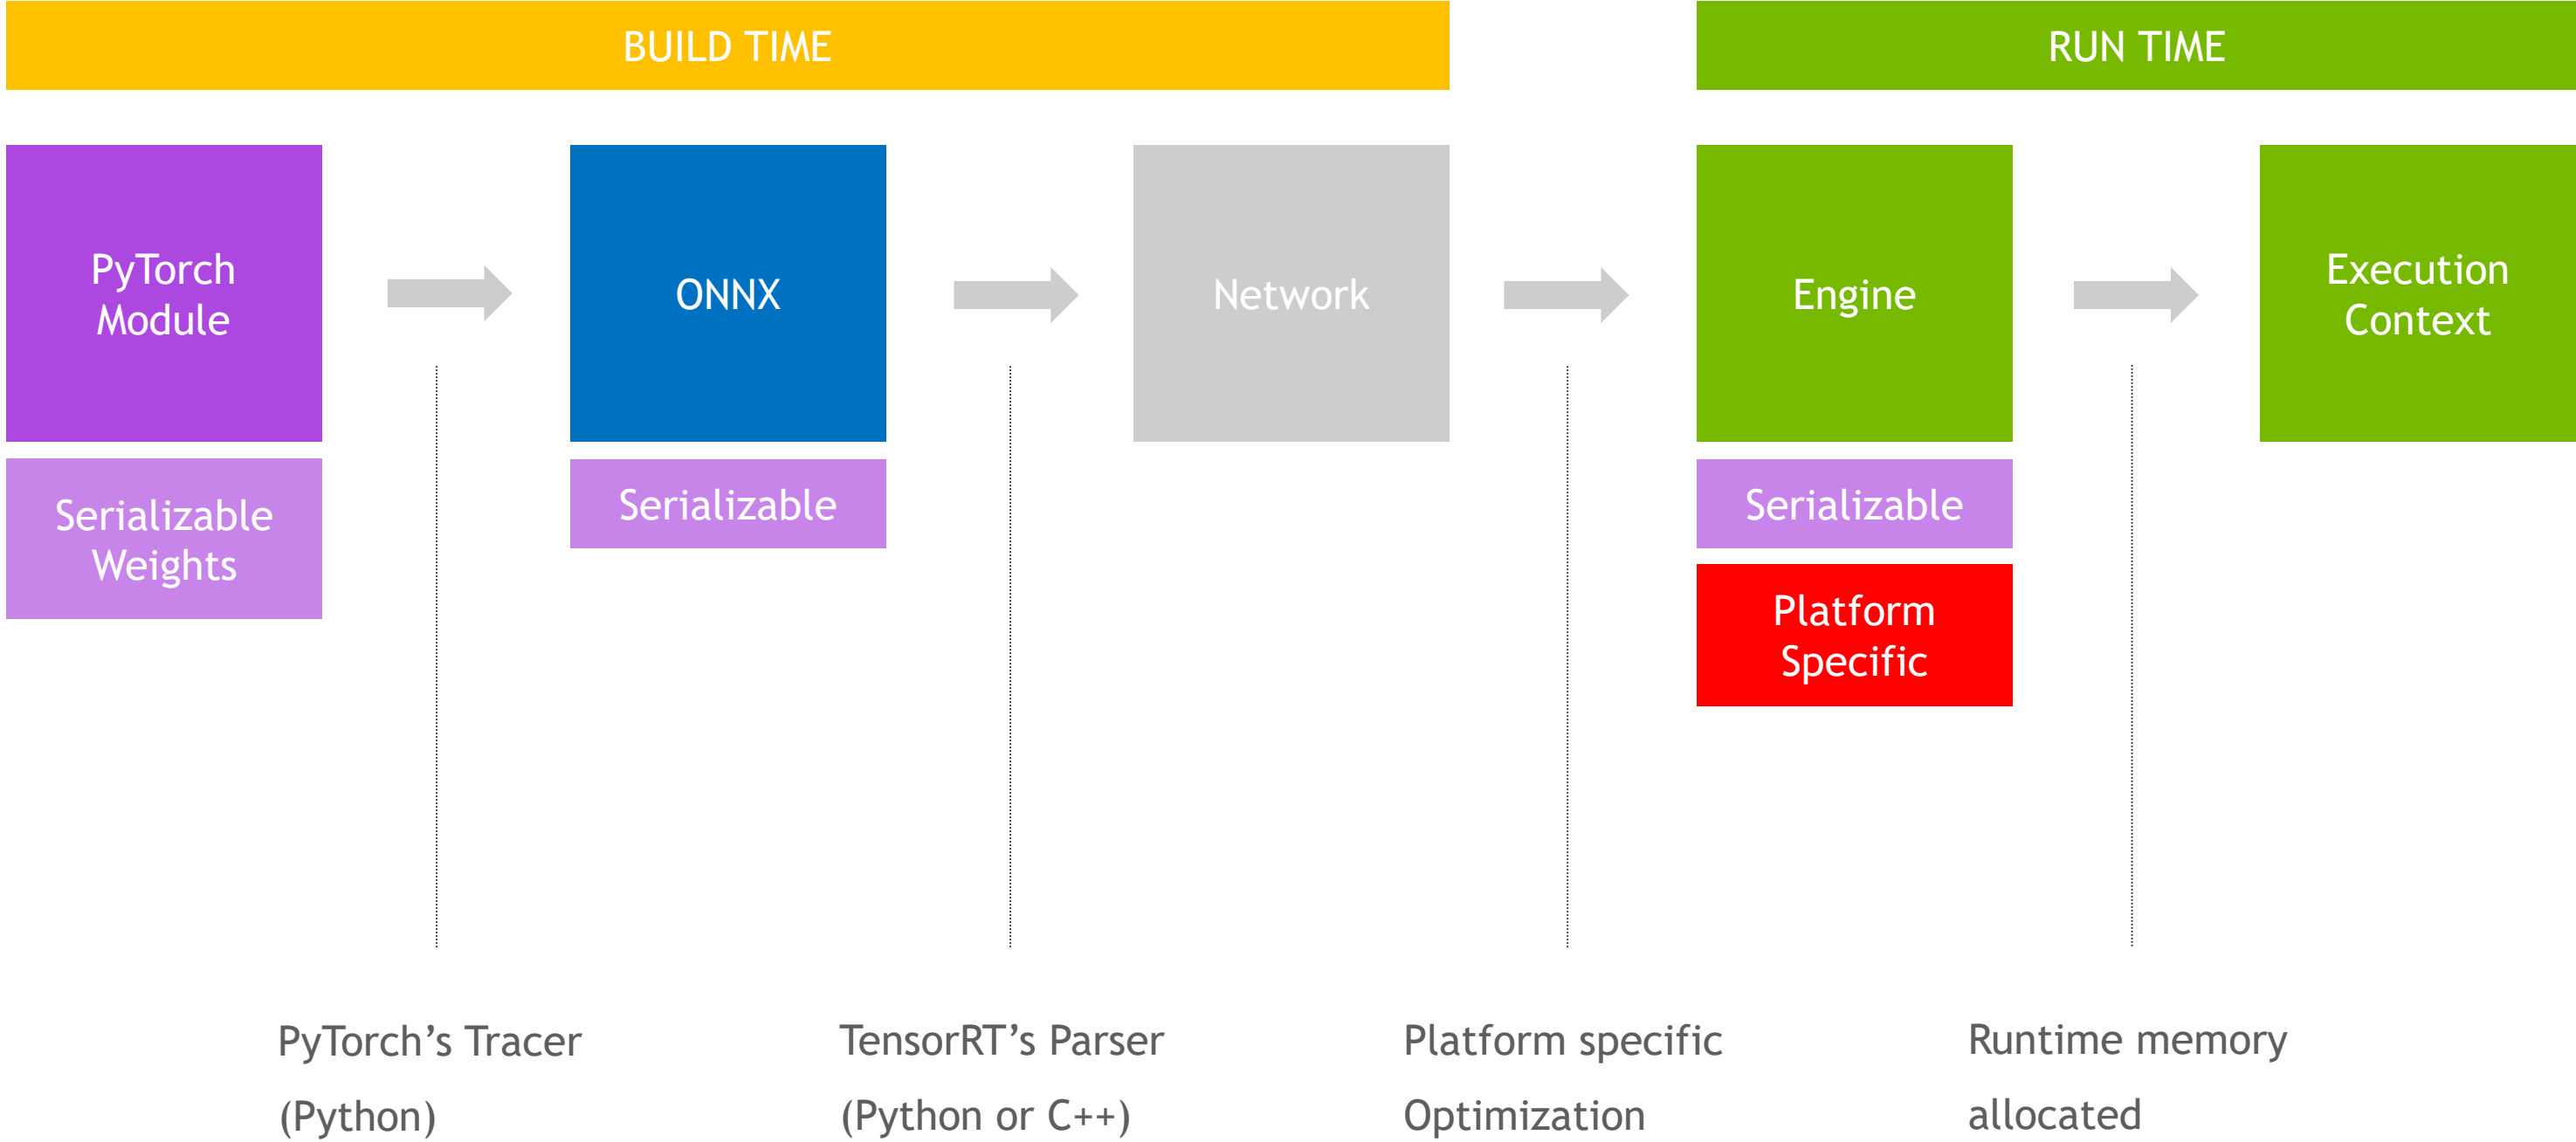 BUILD TIME
RUN TIME
PyTorch
Module
ONNX
Network
Engine
Execution
Context
Serializable
Weights
Serializable
Serializable
Platform
Specific
PyTorch’s Tracer
(Python)
TensorRT’s Parser
(Python or C++)
Platform specific
Optimization
Runtime memory
allocated